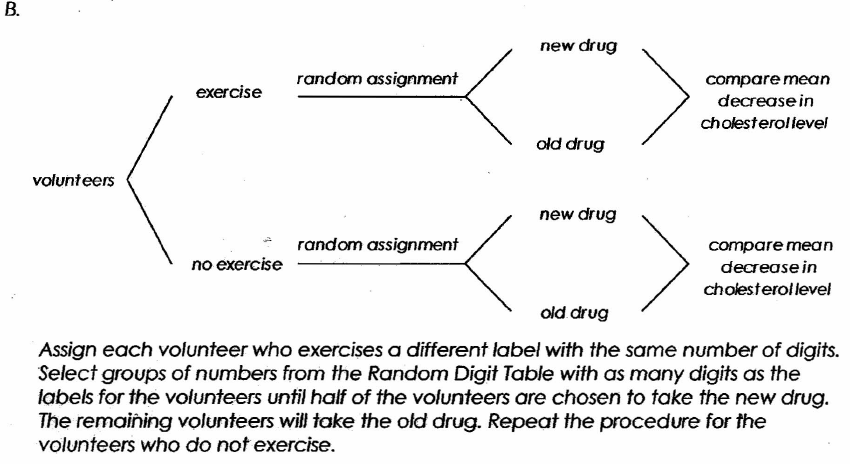 B.
new drug
random assignment
exercise
compare mean
decrease in
cholesterol level
old drug
volunteers
new drug
random assignment
no exercise
compare mean
decrease in
cholesterol level
old drug
Assign each volunteer who exercises a different label with the same number of digits.
Select groups of numbers from the Random Digit Table with as many digits as the
labels for the volunteers until half of the volunteers are chosen to take the new drug.
The remaining volunteers will take the old drug. Repeat the procedure for the
volunteers who do not exercise.